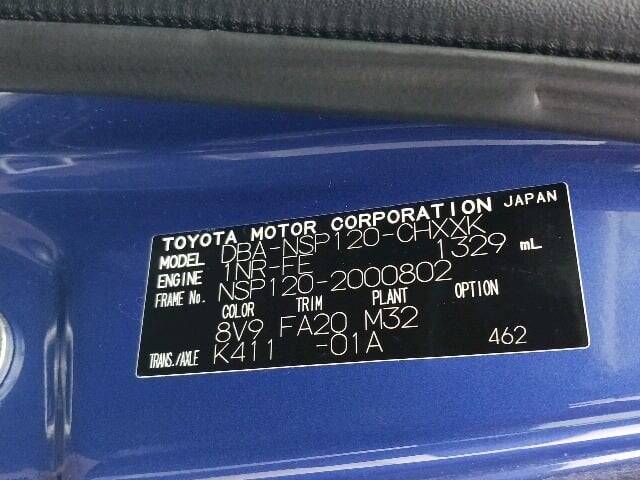 TOYOTA MOTOR CORPORATION JAPAN
MODEL DBA-NSP120-CHXXK
ENGINE 1NR-FE 1329 mL
FRAME No. NSP120-2000802
COLOR TRIM PLANT OPTION
8V9 FA20 M32
TRANS./AXLE K411 -01A 462